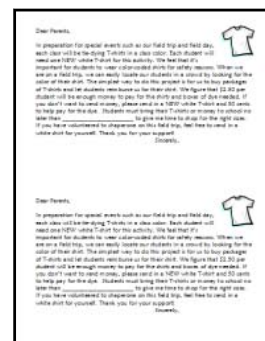 Dear Parents,
In preparation for special events such as our field trip and field day,
each class will be tie-dying T-shirts in a class color. Each student will
need one NEW white T-shirt for this activity. We feel that it's
important for students to wear color-coded shirts for safety reasons. When we
are on a field trip, we can easily locate our students in a crowd by looking for the
color of their shirt. The simplest way to do this project is for us to buy packages
of T-shirts and let students reimburse us for their shirt. We figure that $2.50 per
student will be enough money to pay for the shirts and boxes of dye needed. If
you don't want to send money, please send in a NEW white T-shirt and 50 cents
to help pay for the dye. Students must bring their T-shirts or money to school no
later than ____________________ to give me time to shop for the right sizes.
If you have volunteered to chaperone on this field trip, feel free to send in a
white shirt for yourself. Thank you for your support!
Sincerely,
Dear Parents,
In preparation for special events such as our field trip and field day,
each class will be tie-dying T-shirts in a class color. Each student will
need one NEW white T-shirt for this activity. We feel that it's
important for students to wear color-coded shirts for safety reasons. When we
are on a field trip, we can easily locate our students in a crowd by looking for the
color of their shirt. The simplest way to do this project is for us to buy packages
of T-shirts and let students reimburse us for their shirt. We figure that $2.50 per
student will be enough money to pay for the shirts and boxes of dye needed. If
you don't want to send money, please send in a NEW white T-shirt and 50 cents
to help pay for the dye. Students must bring their T-shirts or money to school no
later than ____________________ to give me time to shop for the right sizes.
If you have volunteered to chaperone on this field trip, feel free to send in a
white shirt for yourself. Thank you for your support!
Sincerely,